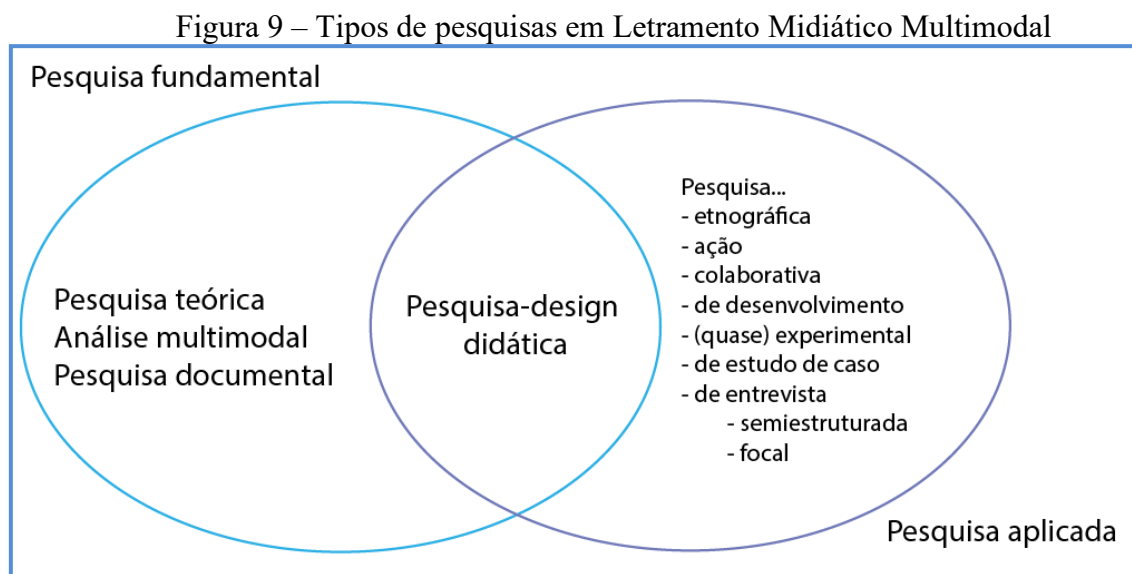 Figura 9 – Tipos de pesquisas em Letramento Midiático Multimodal
Pesquisa fundamental
Pesquisa teórica
Análise multimodal
Pesquisa documental
Pesquisa-design
didática
Pesquisa...
- etnográfica
- ação
- colaborativa
- de desenvolvimento
- (quase) experimental
- de estudo de caso
- de entrevista
- semiestruturada
- focal
Pesquisa aplicada